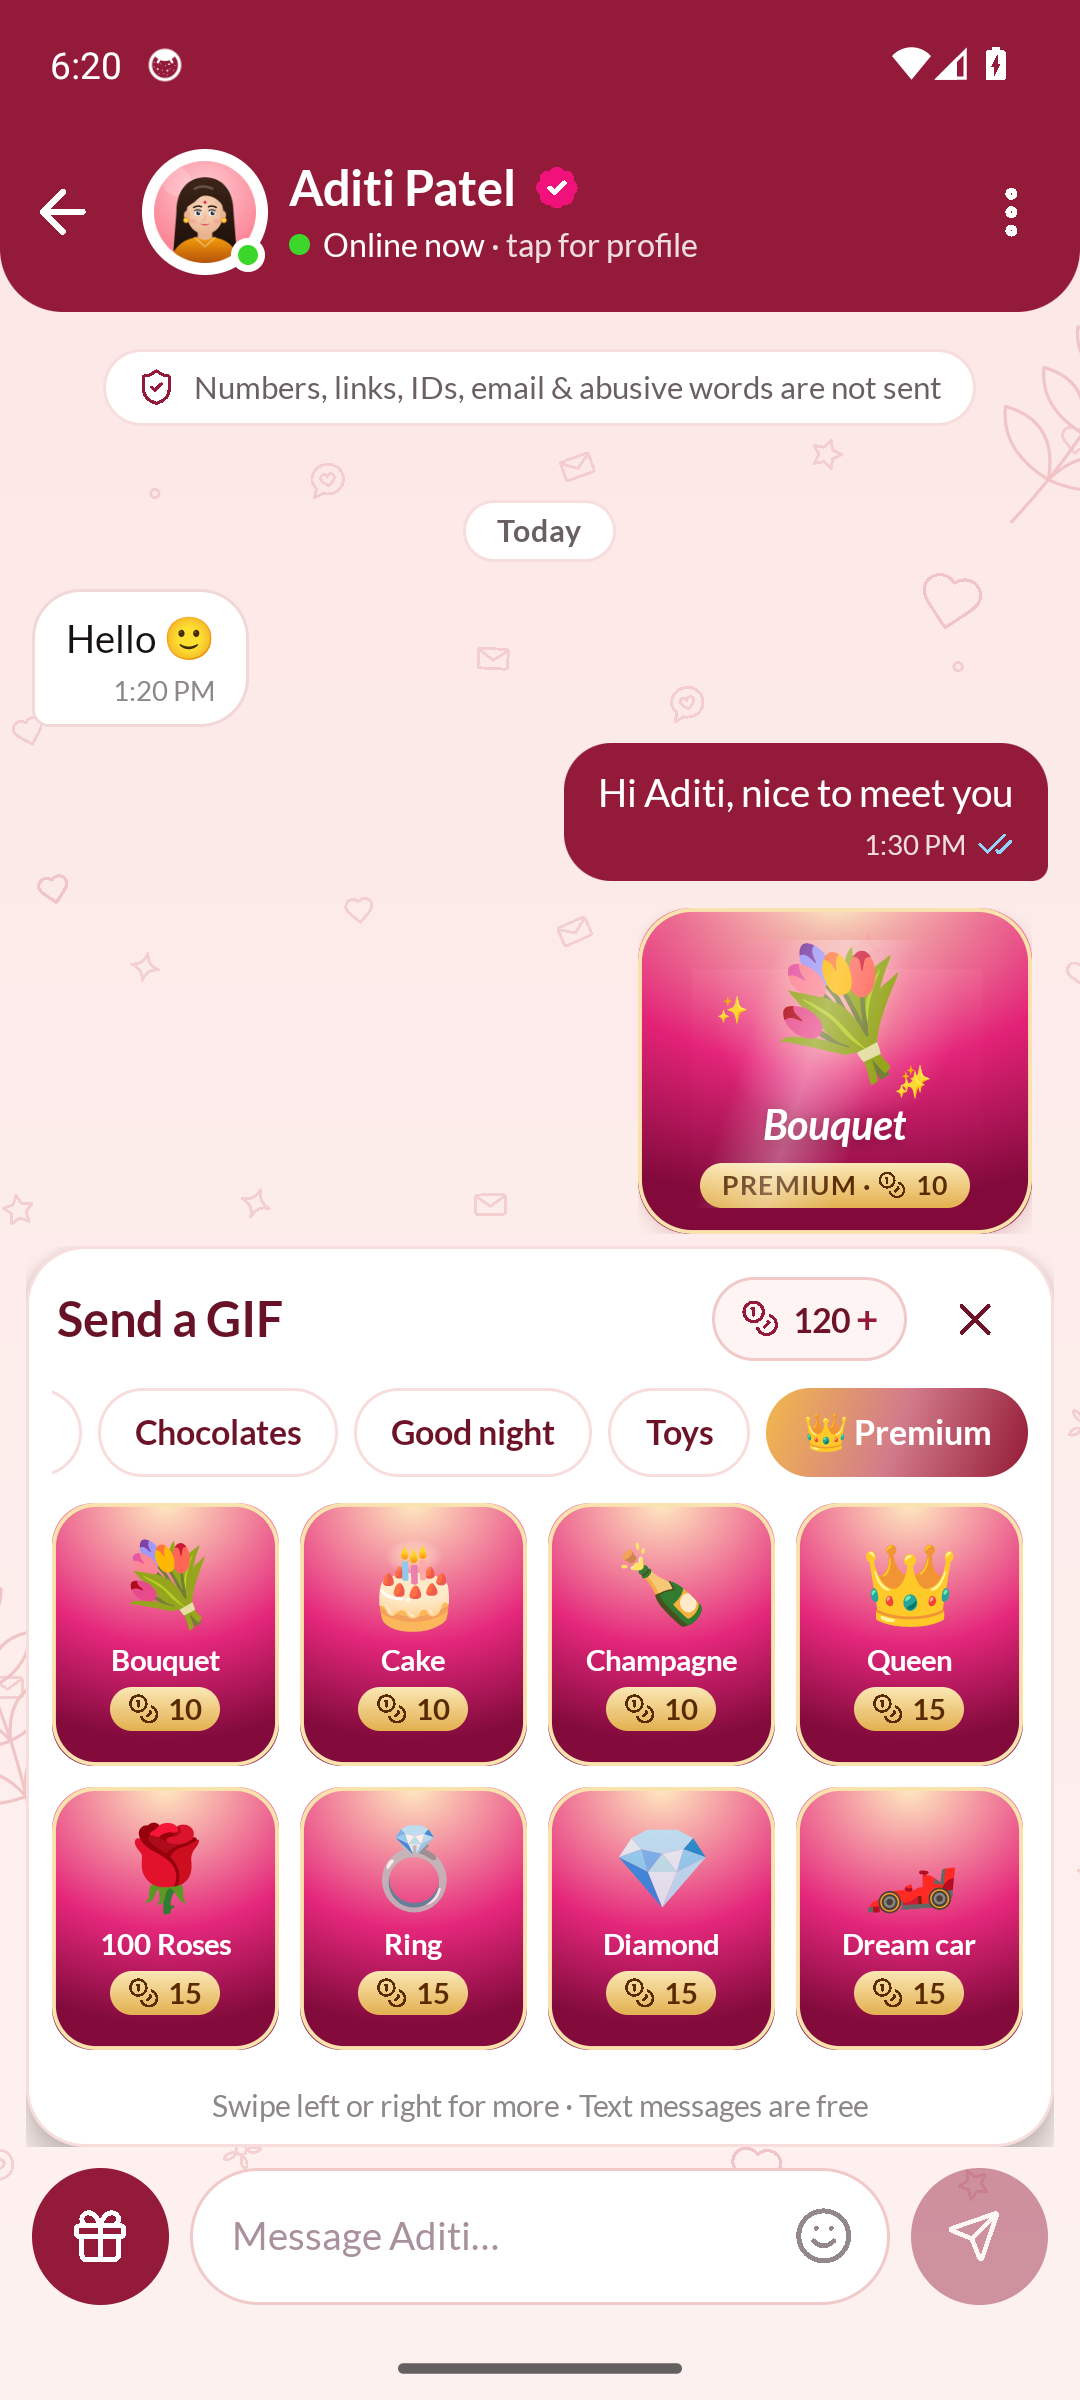 6:20
Aditi Patel
Online now · tap for profile
Numbers, links, IDs, email & abusive words are not sent
Today
Hello 🙂
1:20 PM
Hi Aditi, nice to meet you
1:30 PM
Bouquet
PREMIUM · 10
Send a GIF
120 +
Chocolates
Good night
Toys
👑 Premium
Bouquet
Cake
Champagne
Queen
10
10
10
15
100 Roses
Ring
Diamond
Dream car
15
15
15
15
Swipe left or right for more · Text messages are free
Message Aditi...